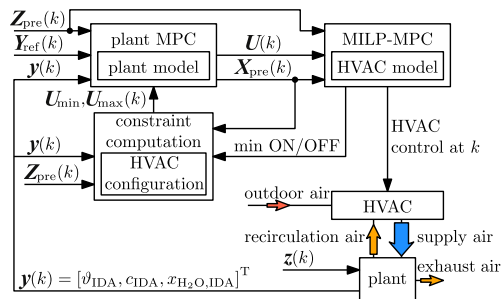 Z_pre(k)
plant MPC
MILP-MPC
Y_ref(k)
U(k)
y(k)
plant model
X_pre(k)
HVAC model
U_min,U_max(k)
constraint
computation
y(k)
HVAC
configuration
min ON/OFF
HVAC
control at k
Z_pre(k)
outdoor air
HVAC
recirculation air
supply air
z(k)
exhaust air
y(k) = [ϑ_IDA, c_IDA, x_H₂O,IDA]^T
plant